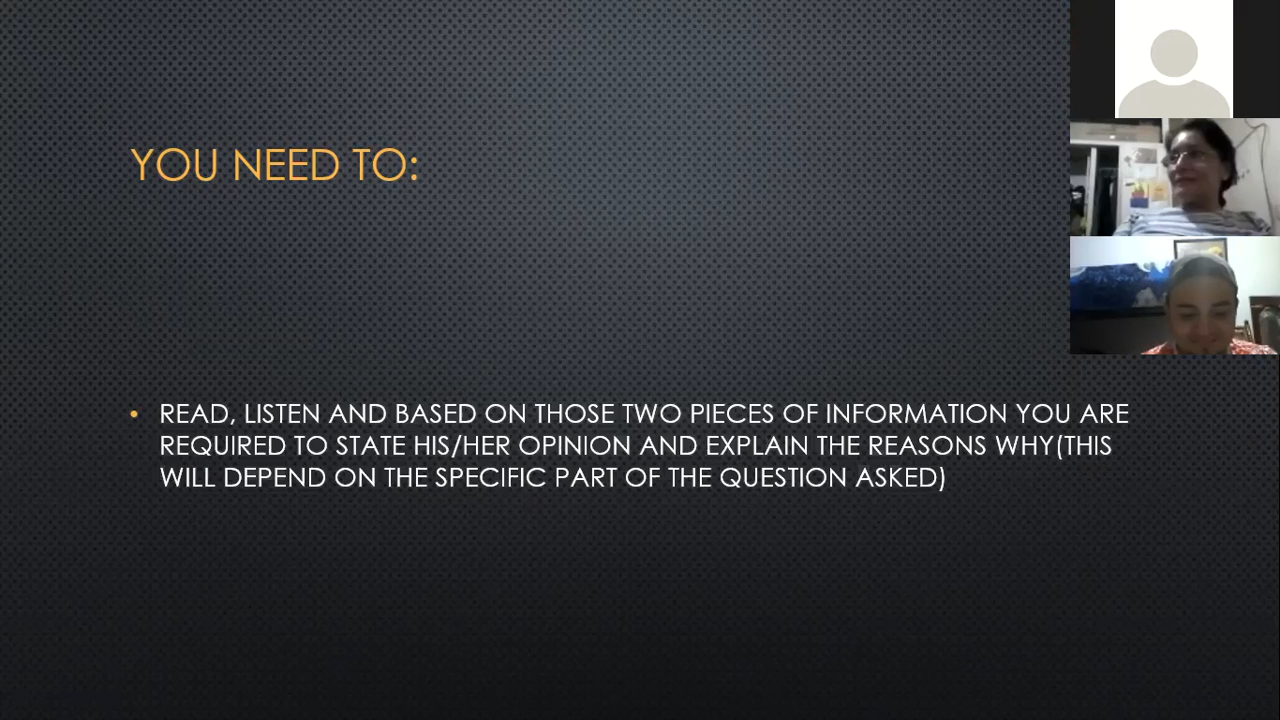 YOU NEED TO:
• READ, LISTEN AND BASED ON THOSE TWO PIECES OF INFORMATION YOU ARE
REQUIRED TO STATE HIS/HER OPINION AND EXPLAIN THE REASONS WHY(THIS
WILL DEPEND ON THE SPECIFIC PART OF THE QUESTION ASKED)